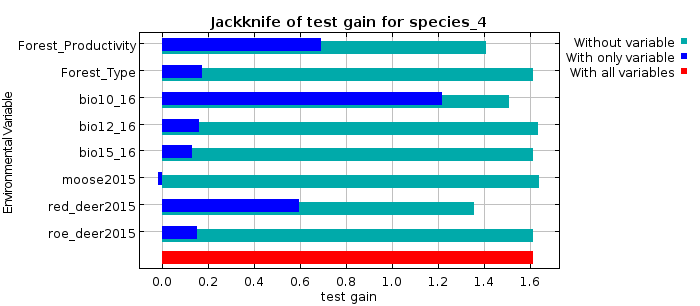 Jackknife of test gain for species_4
Environmental Variable
Forest_Productivity
Forest_Type
bio10_16
bio12_16
bio15_16
moose2015
red_deer2015
roe_deer2015
0.0 0.2 0.4 0.6 0.8 1.0 1.2 1.4 1.6
test gain
Without variable
With only variable
With all variables